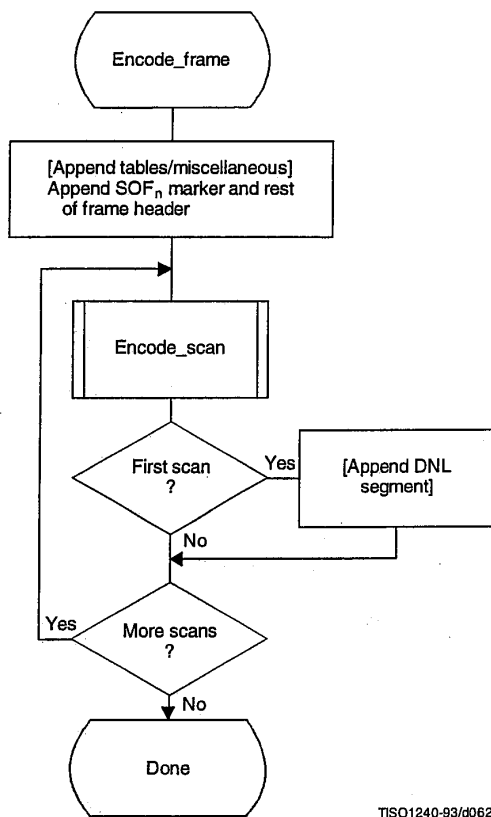 Encode_frame
[Append tables/miscellaneous]
Append SOFn marker and rest
of frame header
Encode_scan
First scan
?
Yes
[Append DNL
segment]
No
Yes
More scans
?
No
Done
TISO1240-93/d062